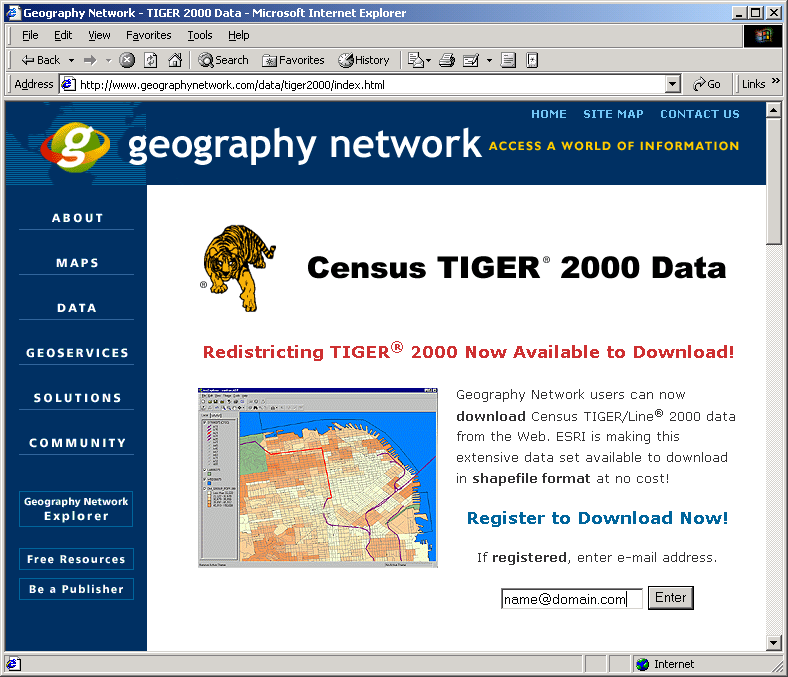 Geography Network - TIGER 2000 Data - Microsoft Internet Explorer
File Edit View Favorites Tools Help
Back Search Favorites History
Address http://www.geographynetwork.com/data/tiger2000/index.html Go Links »
HOME SITE MAP CONTACT US
g geography network ACCESS A WORLD OF INFORMATION
ABOUT
MAPS
DATA
GEOSERVICES
SOLUTIONS
COMMUNITY
Geography Network
Explorer
Free Resources
Be a Publisher
® Census TIGER® 2000 Data
Redistricting TIGER® 2000 Now Available to Download!
Geography Network users can now
download Census TIGER/Line® 2000 data
from the Web. ESRI is making this
extensive data set available to download
in shapefile format at no cost!
Register to Download Now!
If registered, enter e-mail address.
name@domain.com Enter
Internet